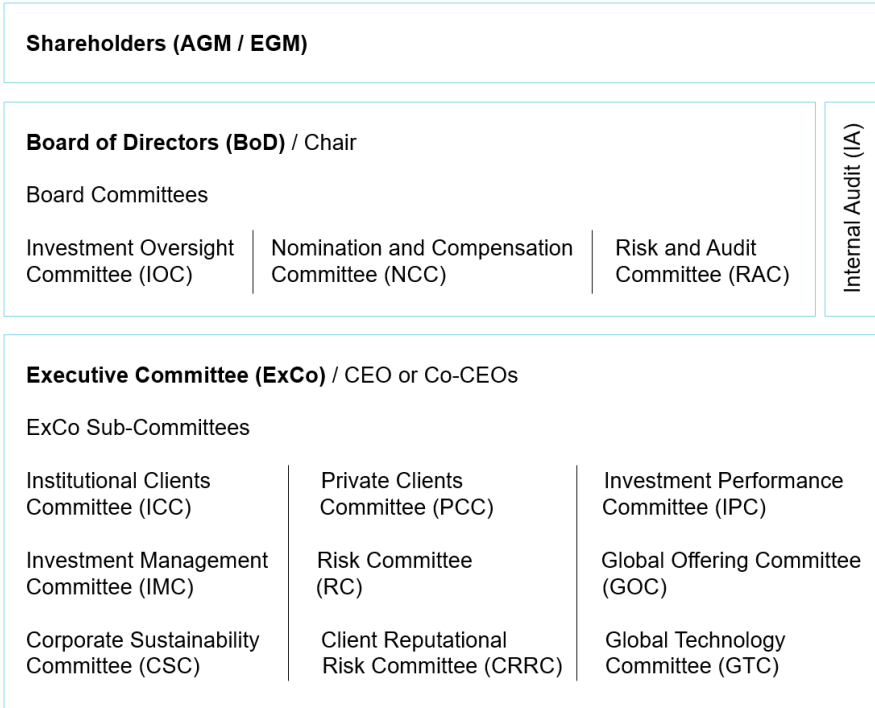 Shareholders (AGM / EGM)
Board of Directors (BoD) / Chair
Board Committees
Investment Oversight
Committee (IOC)
Nomination and Compensation
Committee (NCC)
Risk and Audit
Committee (RAC)
Internal Audit (IA)
Executive Committee (ExCo) / CEO or Co-CEOs
ExCo Sub-Committees
Institutional Clients
Committee (ICC)
Private Clients
Committee (PCC)
Investment Performance
Committee (IPC)
Investment Management
Committee (IMC)
Risk Committee
(RC)
Global Offering Committee
(GOC)
Corporate Sustainability
Committee (CSC)
Client Reputational
Risk Committee (CRRC)
Global Technology
Committee (GTC)